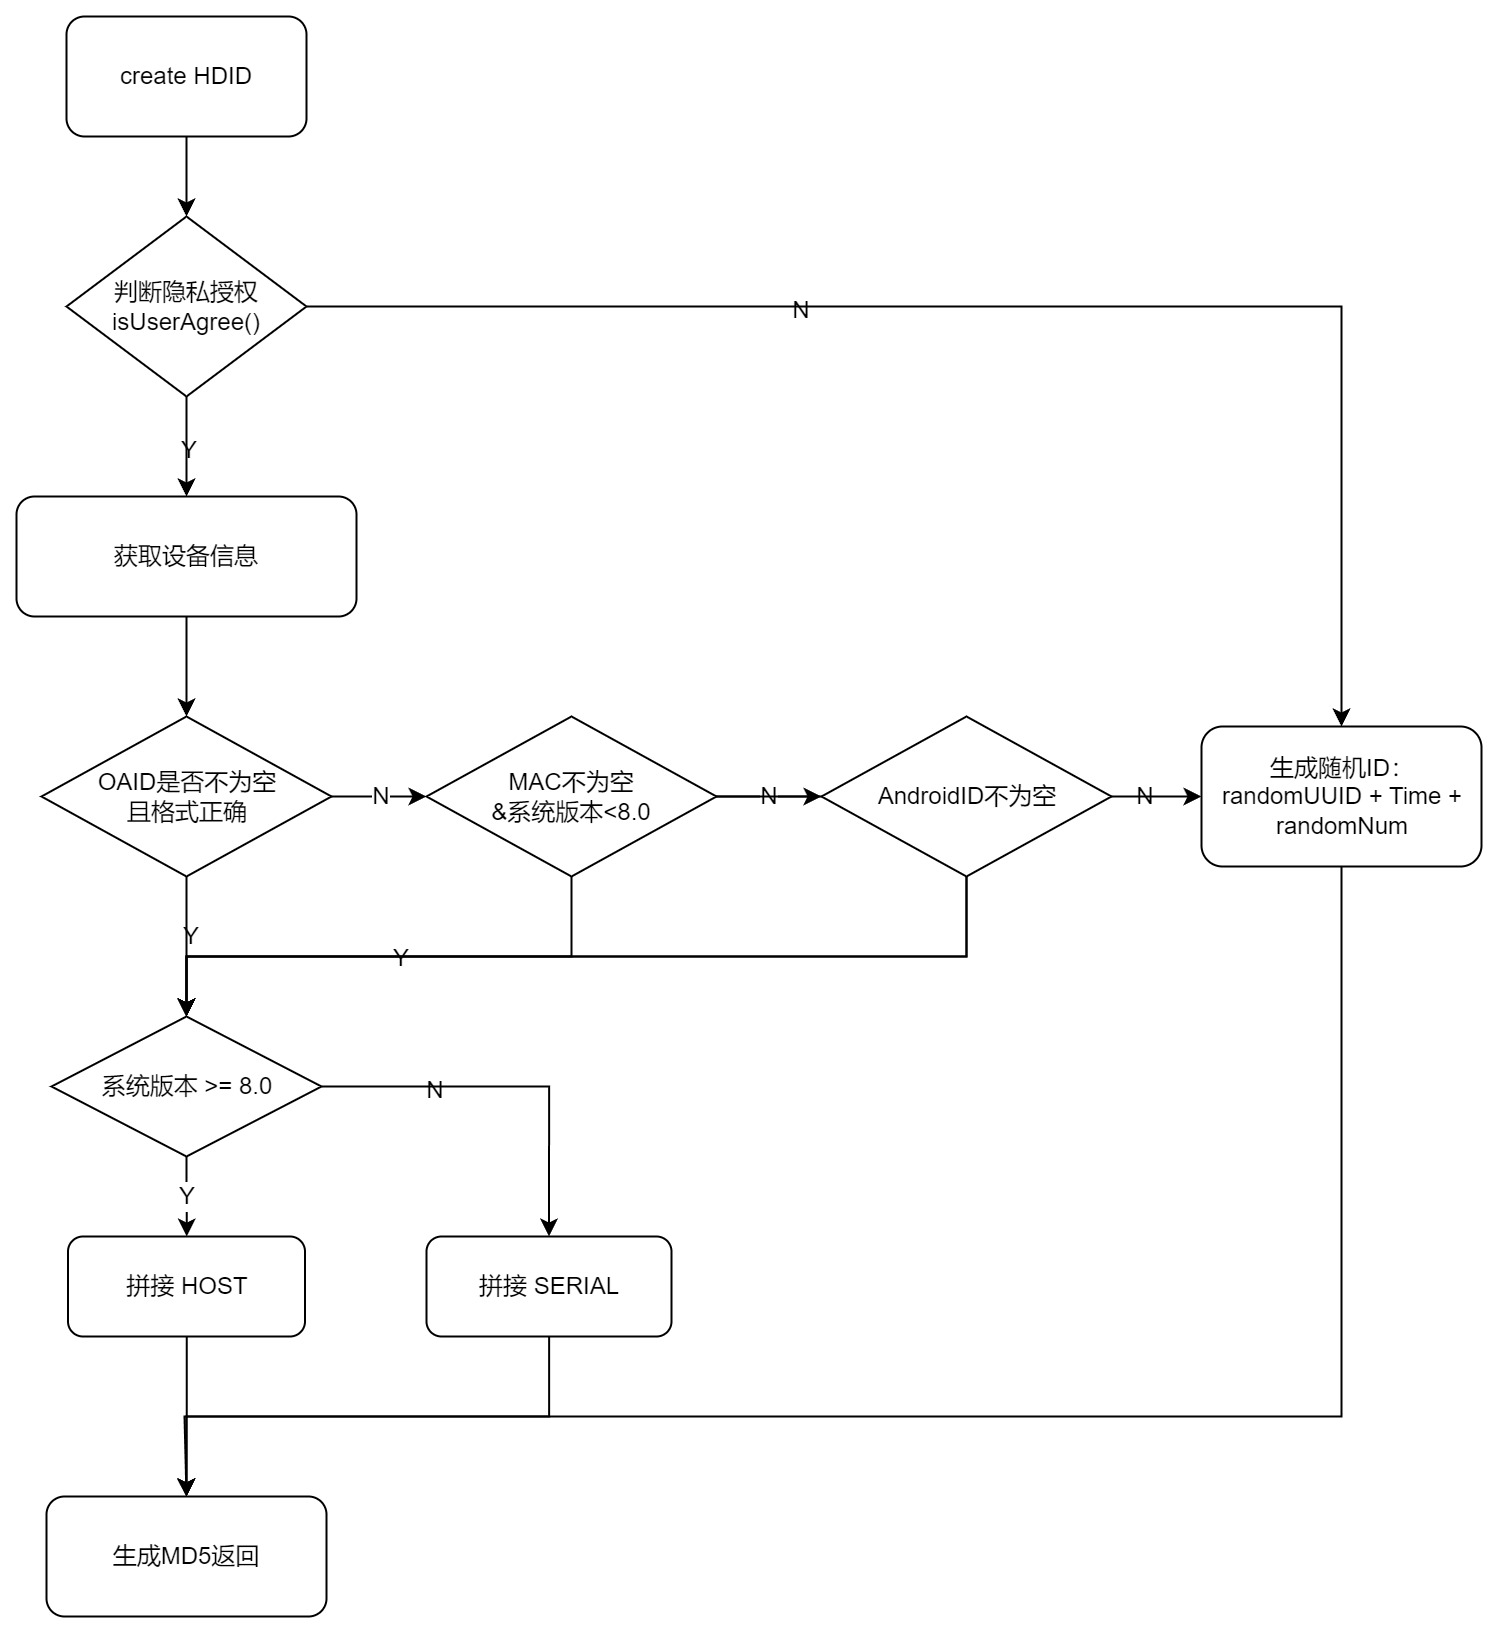 create HDID
判断隐私授权
isUserAgree()
N
Y
获取设备信息
OAID是否不为空
且格式正确
N
MAC不为空
&系统版本<8.0
N
AndroidID不为空
N
生成随机ID：
randomUUID + Time +
randomNum
Y
Y
系统版本 >= 8.0
N
Y
拼接 HOST
拼接 SERIAL
生成MD5返回